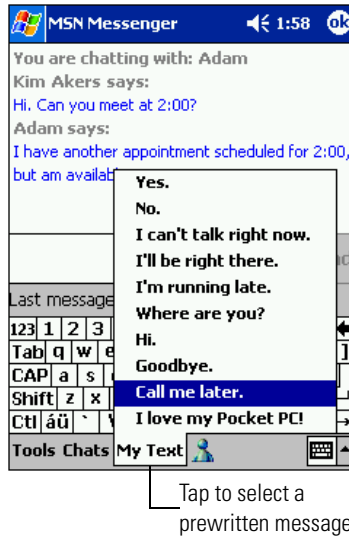 MSN Messenger 1:58 ok
You are chatting with: Adam
Kim Akers says:
Hi. Can you meet at 2:00?
Adam says:
I have another appointment scheduled for 2:00,
but am
Yes.
No.
I can't talk right now.
I'll be right there.
I'm running late.
Where are you?
Hi.
Goodbye.
Call me later.
I love my Pocket PC!
Last message
123 1 2 3
Tab q w e ]
CAP a s
Shift z x
Ctl áü `
Tools Chats My Text
Tap to select a
prewritten message